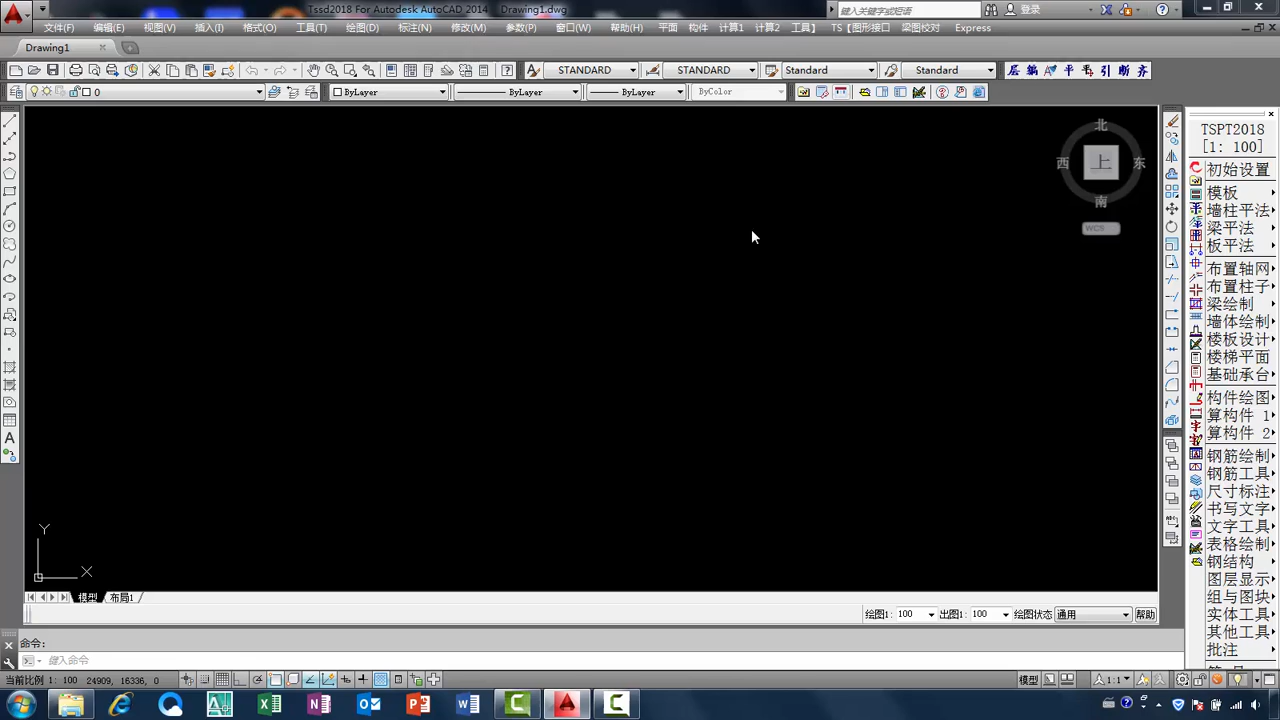 Tssd2018 For Autodesk AutoCAD 2014 Drawing1.dwg 键入关键字或短语 登录
文件(F) 编辑(E) 视图(V) 插入(I) 格式(O) 工具(T) 绘图(D) 标注(N) 修改(M) 参数(P) 窗口(W) 帮助(H) 平面 构件 计算1 计算2 工具】 TS【图形接口 梁图校对 Express
Drawing1
STANDARD STANDARD Standard Standard 层 平 引 断 齐
0 ByLayer ByLayer ByLayer ByColor
北
西 上 东
南
WCS
TSPT2018
[1: 100]
初始设置
模板
墙柱平法
梁平法
板平法
布置轴网
布置柱子
梁绘制
墙体绘制
楼板设计
楼梯平面
基础承台
构件绘图
算构件 1
算构件 2
钢筋绘制
钢筋工具
尺寸标注
书写文字
文字工具
表格绘制
钢结构
图层显示
组与图块
实体工具
其他工具
批注
A
Y
X
模型 布局1
绘图1: 100 出图1: 100 绘图状态 通用 帮助
命令:
键入命令
当前比例 1: 100 24909, 16336, 0 模型 1:1